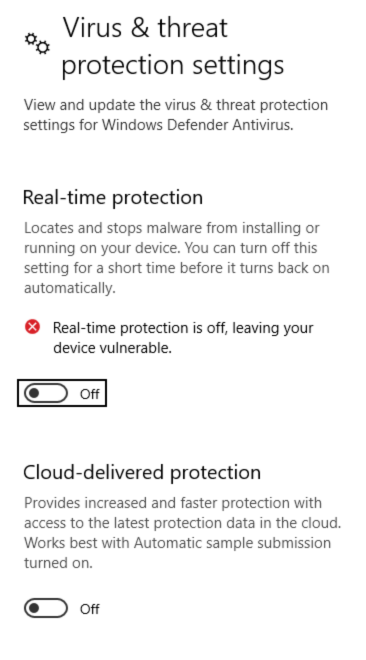 Virus & threat
protection settings
View and update the virus & threat protection
settings for Windows Defender Antivirus.
Real-time protection
Locates and stops malware from installing or
running on your device. You can turn off this
setting for a short time before it turns back on
automatically.
Real-time protection is off, leaving your
device vulnerable.
Off
Cloud-delivered protection
Provides increased and faster protection with
access to the latest protection data in the cloud.
Works best with Automatic sample submission
turned on.
Off